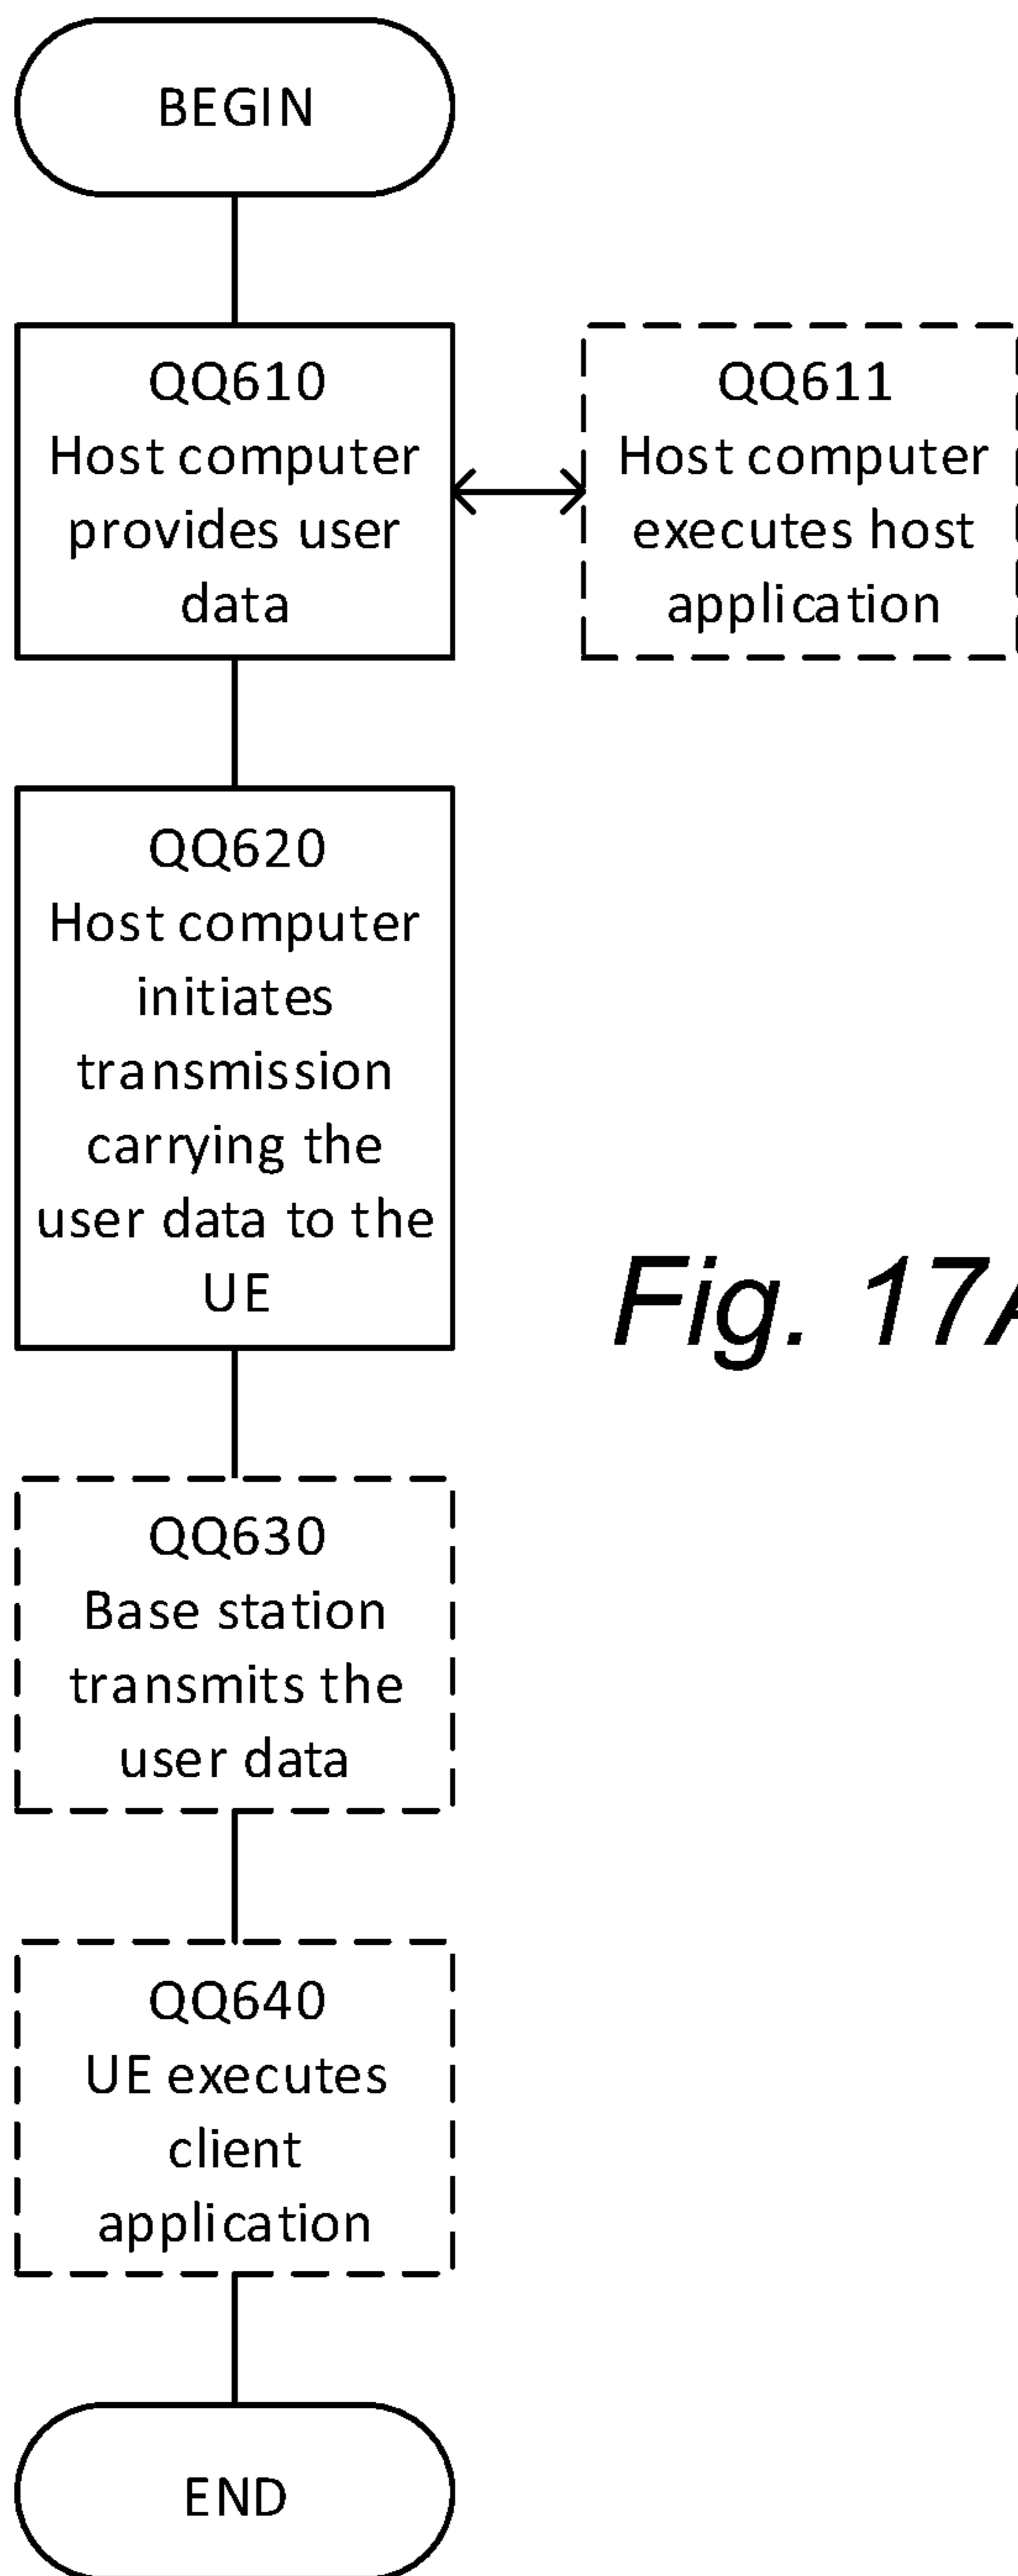 BEGIN
QQ610
Host computer
provides user
data
QQ611
Host computer
executes host
application
QQ620
Host computer
initiates
transmission
carrying the
user data to the
UE
Fig. 17A
QQ630
Base station
transmits the
user data
QQ640
UE executes
client
application
END